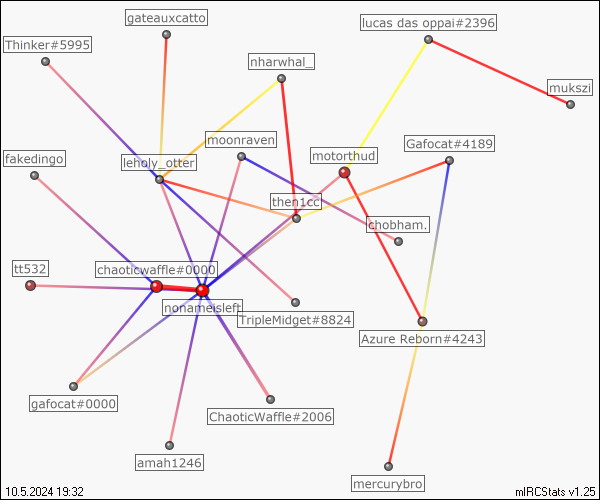 gateauxcatto
lucas das oppai#2396
Thinker#5995
nharwhal_
mukszi
moonraven
Gafocat#4189
fakedingo
leholy_otter
motorthud
then1cc
chobham.
tt532
chaoticwaffle#0000
nonameisleft
TripleMidget#8824
Azure Reborn#4243
gafocat#0000
ChaoticWaffle#2006
amah1246
mercurybro
10.5.2024 19:32
mIRCStats v1.25